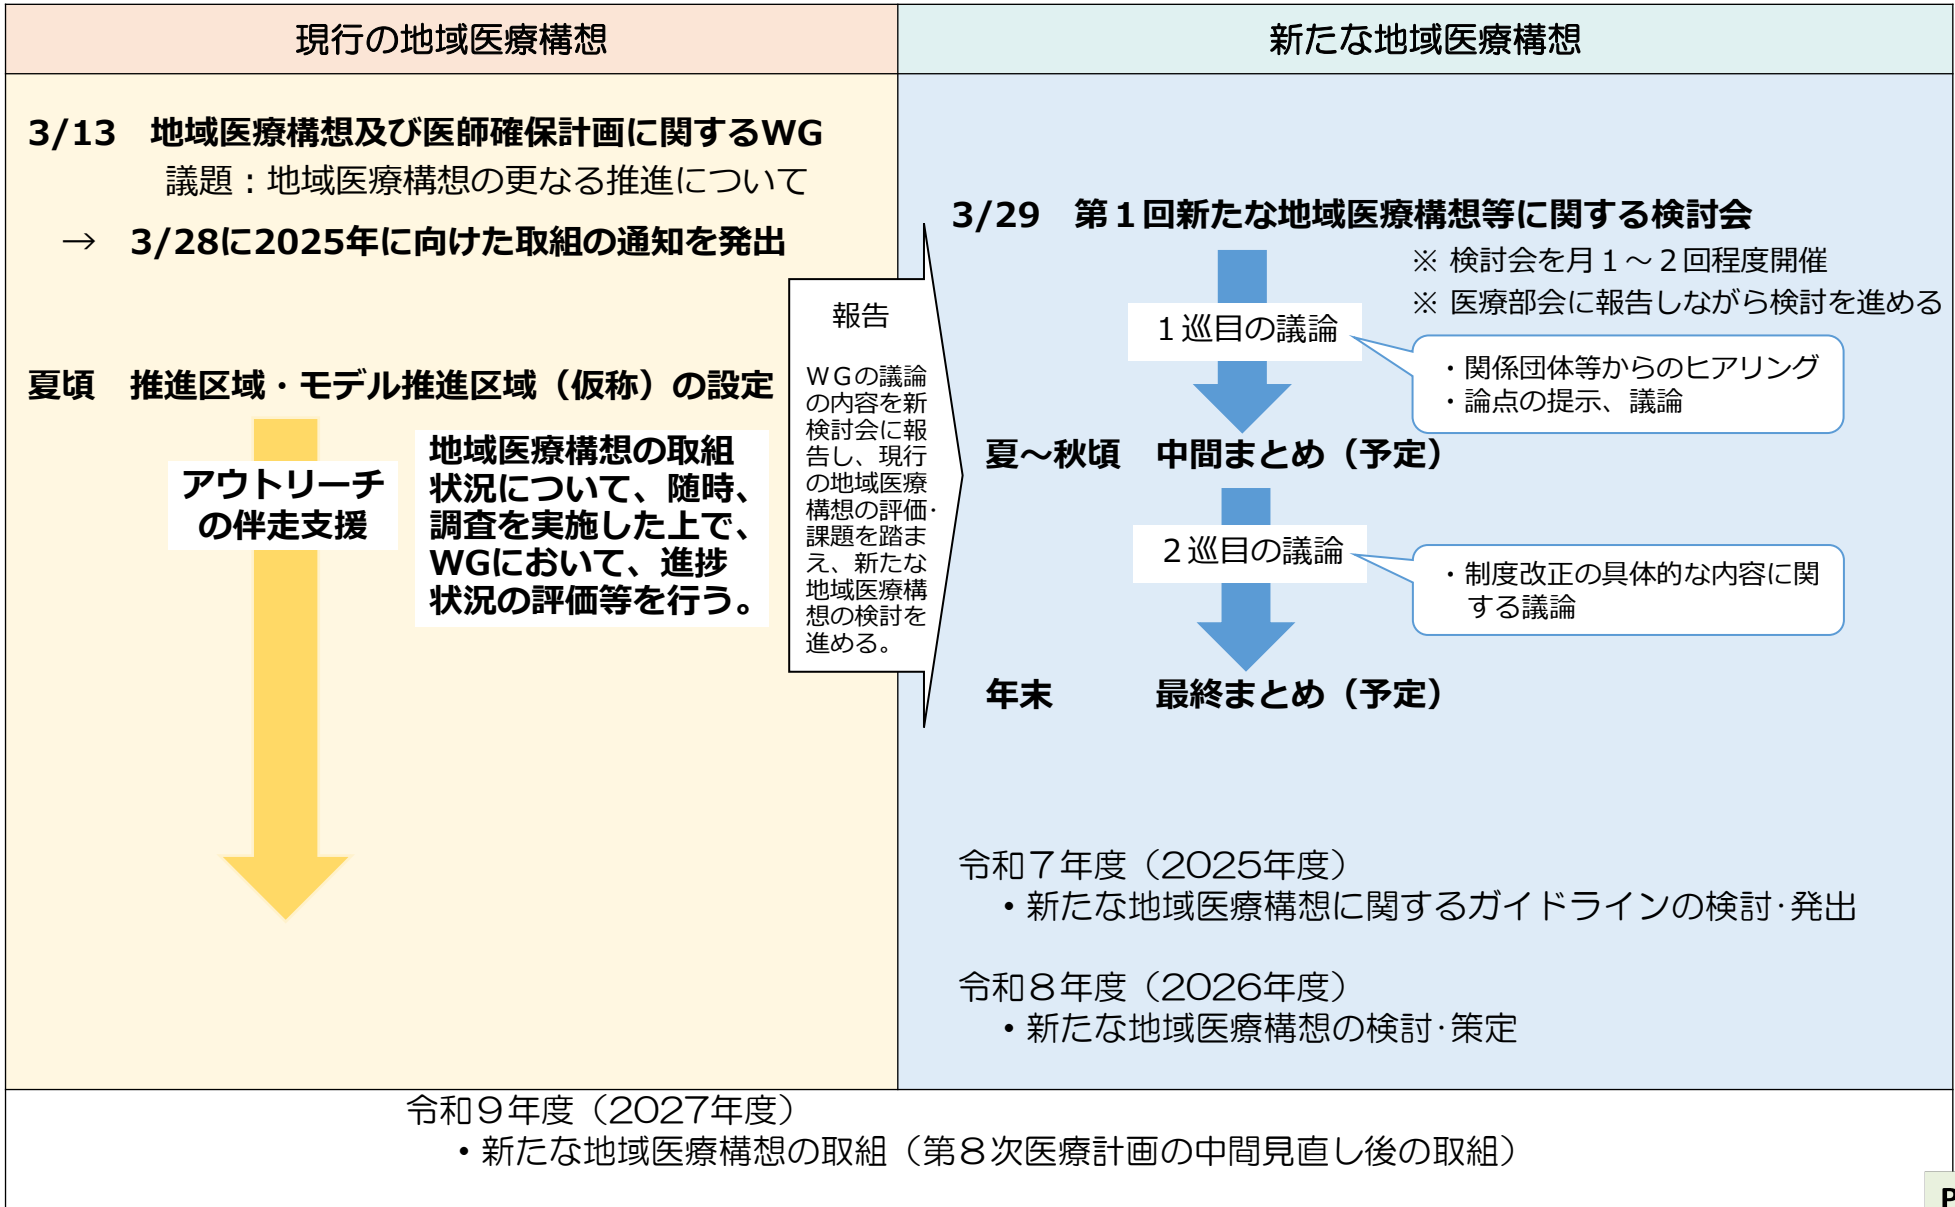 現行の地域医療構想
新たな地域医療構想
3/13　地域医療構想及び医師確保計画に関するWG
議題：地域医療構想の更なる推進について
→　3/28に2025年に向けた取組の通知を発出
夏頃　推進区域・モデル推進区域（仮称）の設定
アウトリーチ
の伴走支援
地域医療構想の取組
状況について、随時、
調査を実施した上で、
WGにおいて、進捗
状況の評価等を行う。
報告
ＷＧの議論
の内容を新
検討会に報
告し、現行
の地域医療
構想の評価・
課題を踏ま
え、新たな
地域医療構
想の検討を
進める。
3/29　第１回新たな地域医療構想等に関する検討会
※ 検討会を月１～２回程度開催
※ 医療部会に報告しながら検討を進める
１巡目の議論
・関係団体等からのヒアリング
・論点の提示、議論
夏～秋頃　中間まとめ（予定）
２巡目の議論
・制度改正の具体的な内容に関
する議論
年末　　　最終まとめ（予定）
令和７年度（2025年度）
・新たな地域医療構想に関するガイドラインの検討・発出
令和８年度（2026年度）
・新たな地域医療構想の検討・策定
令和９年度（2027年度）
・新たな地域医療構想の取組（第８次医療計画の中間見直し後の取組）
P